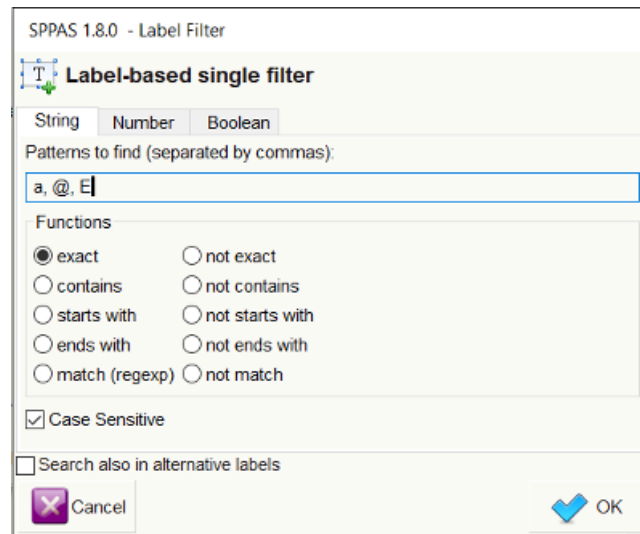 SPPAS 1.8.0 - Label Filter
T Label-based single filter
String Number Boolean
Patterns to find (separated by commas):
a, @, E
Functions
exact not exact
contains not contains
starts with not starts with
ends with not ends with
match (regexp) not match
Case Sensitive
Search also in alternative labels
Cancel OK